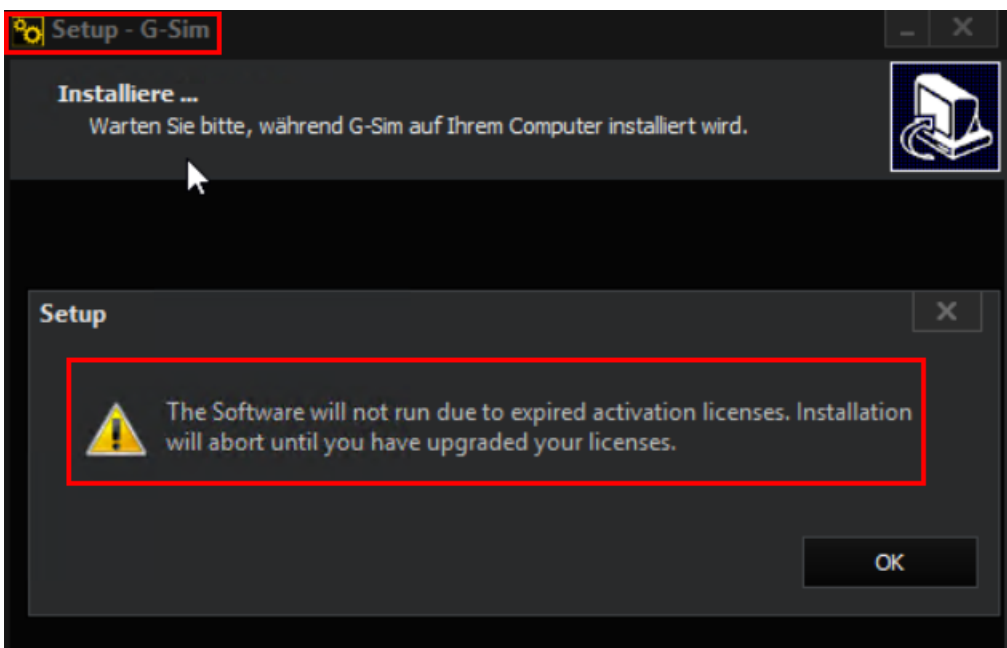 Setup - G-Sim
Installiere ...
Warten Sie bitte, während G-Sim auf Ihrem Computer installiert wird.
Setup
The Software will not run due to expired activation licenses. Installation
will abort until you have upgraded your licenses.
OK